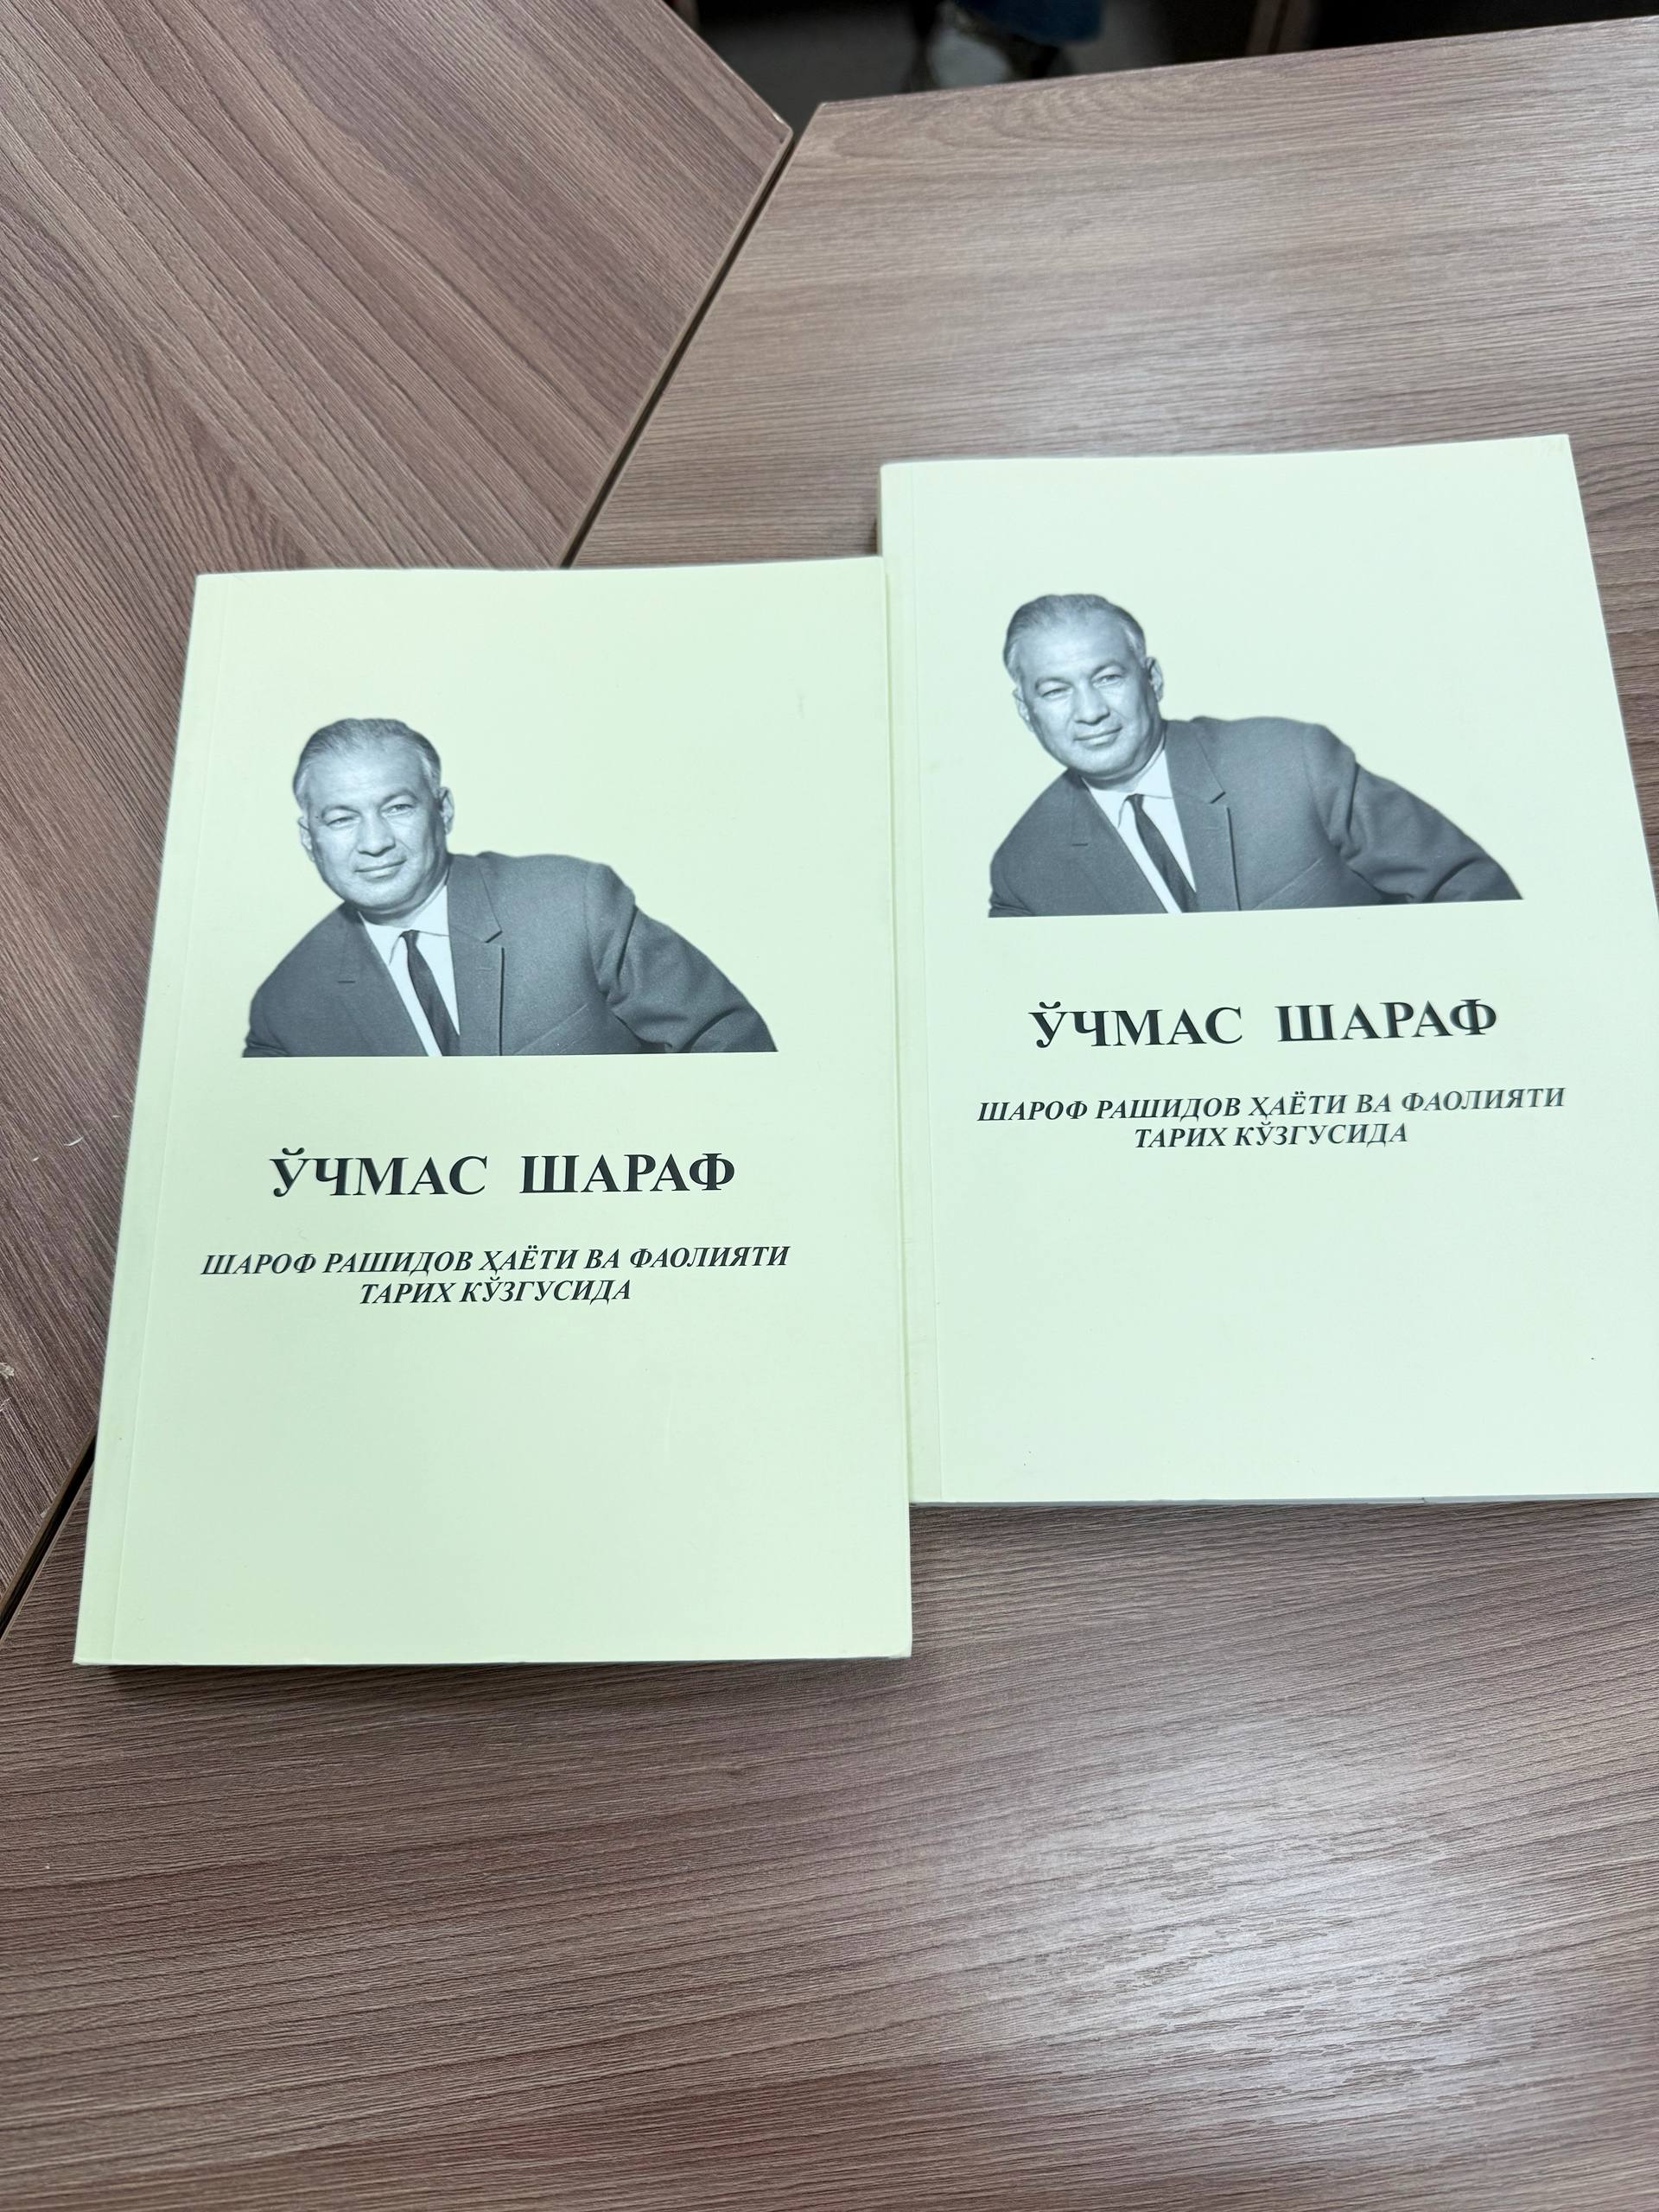 ЎЧМАС ШАРАФ
ШАРОФ РАШИДОВ ҲАЁТИ ВА ФАОЛИЯТИ
ТАРИХ КЎЗГУСИДА
ЎЧМАС ШАРАФ
ШАРОФ РАШИДОВ ҲАЁТИ ВА ФАОЛИЯТИ
ТАРИХ КЎЗГУСИДА